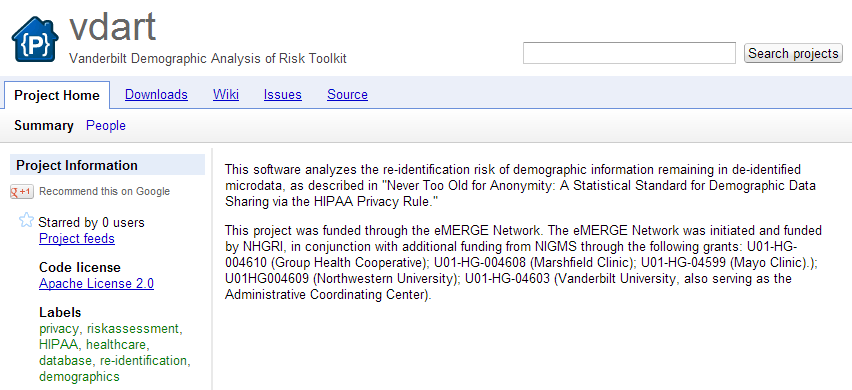 {P}
vdart
Vanderbilt Demographic Analysis of Risk Toolkit
Search projects
Project Home Downloads Wiki Issues Source
Summary People
Project Information
g +1 Recommend this on Google
Starred by 0 users
Project feeds
Code license
Apache License 2.0
Labels
privacy, riskassessment,
HIPAA, healthcare,
database, re-identification,
demographics
This software analyzes the re-identification risk of demographic information remaining in de-identified
microdata, as described in "Never Too Old for Anonymity: A Statistical Standard for Demographic Data
Sharing via the HIPAA Privacy Rule."
This project was funded through the eMERGE Network. The eMERGE Network was initiated and funded
by NHGRI, in conjunction with additional funding from NIGMS through the following grants: U01-HG-
004610 (Group Health Cooperative); U01-HG-004608 (Marshfield Clinic); U01-HG-04599 (Mayo Clinic).);
U01HG004609 (Northwestern University); U01-HG-04603 (Vanderbilt University, also serving as the
Administrative Coordinating Center).